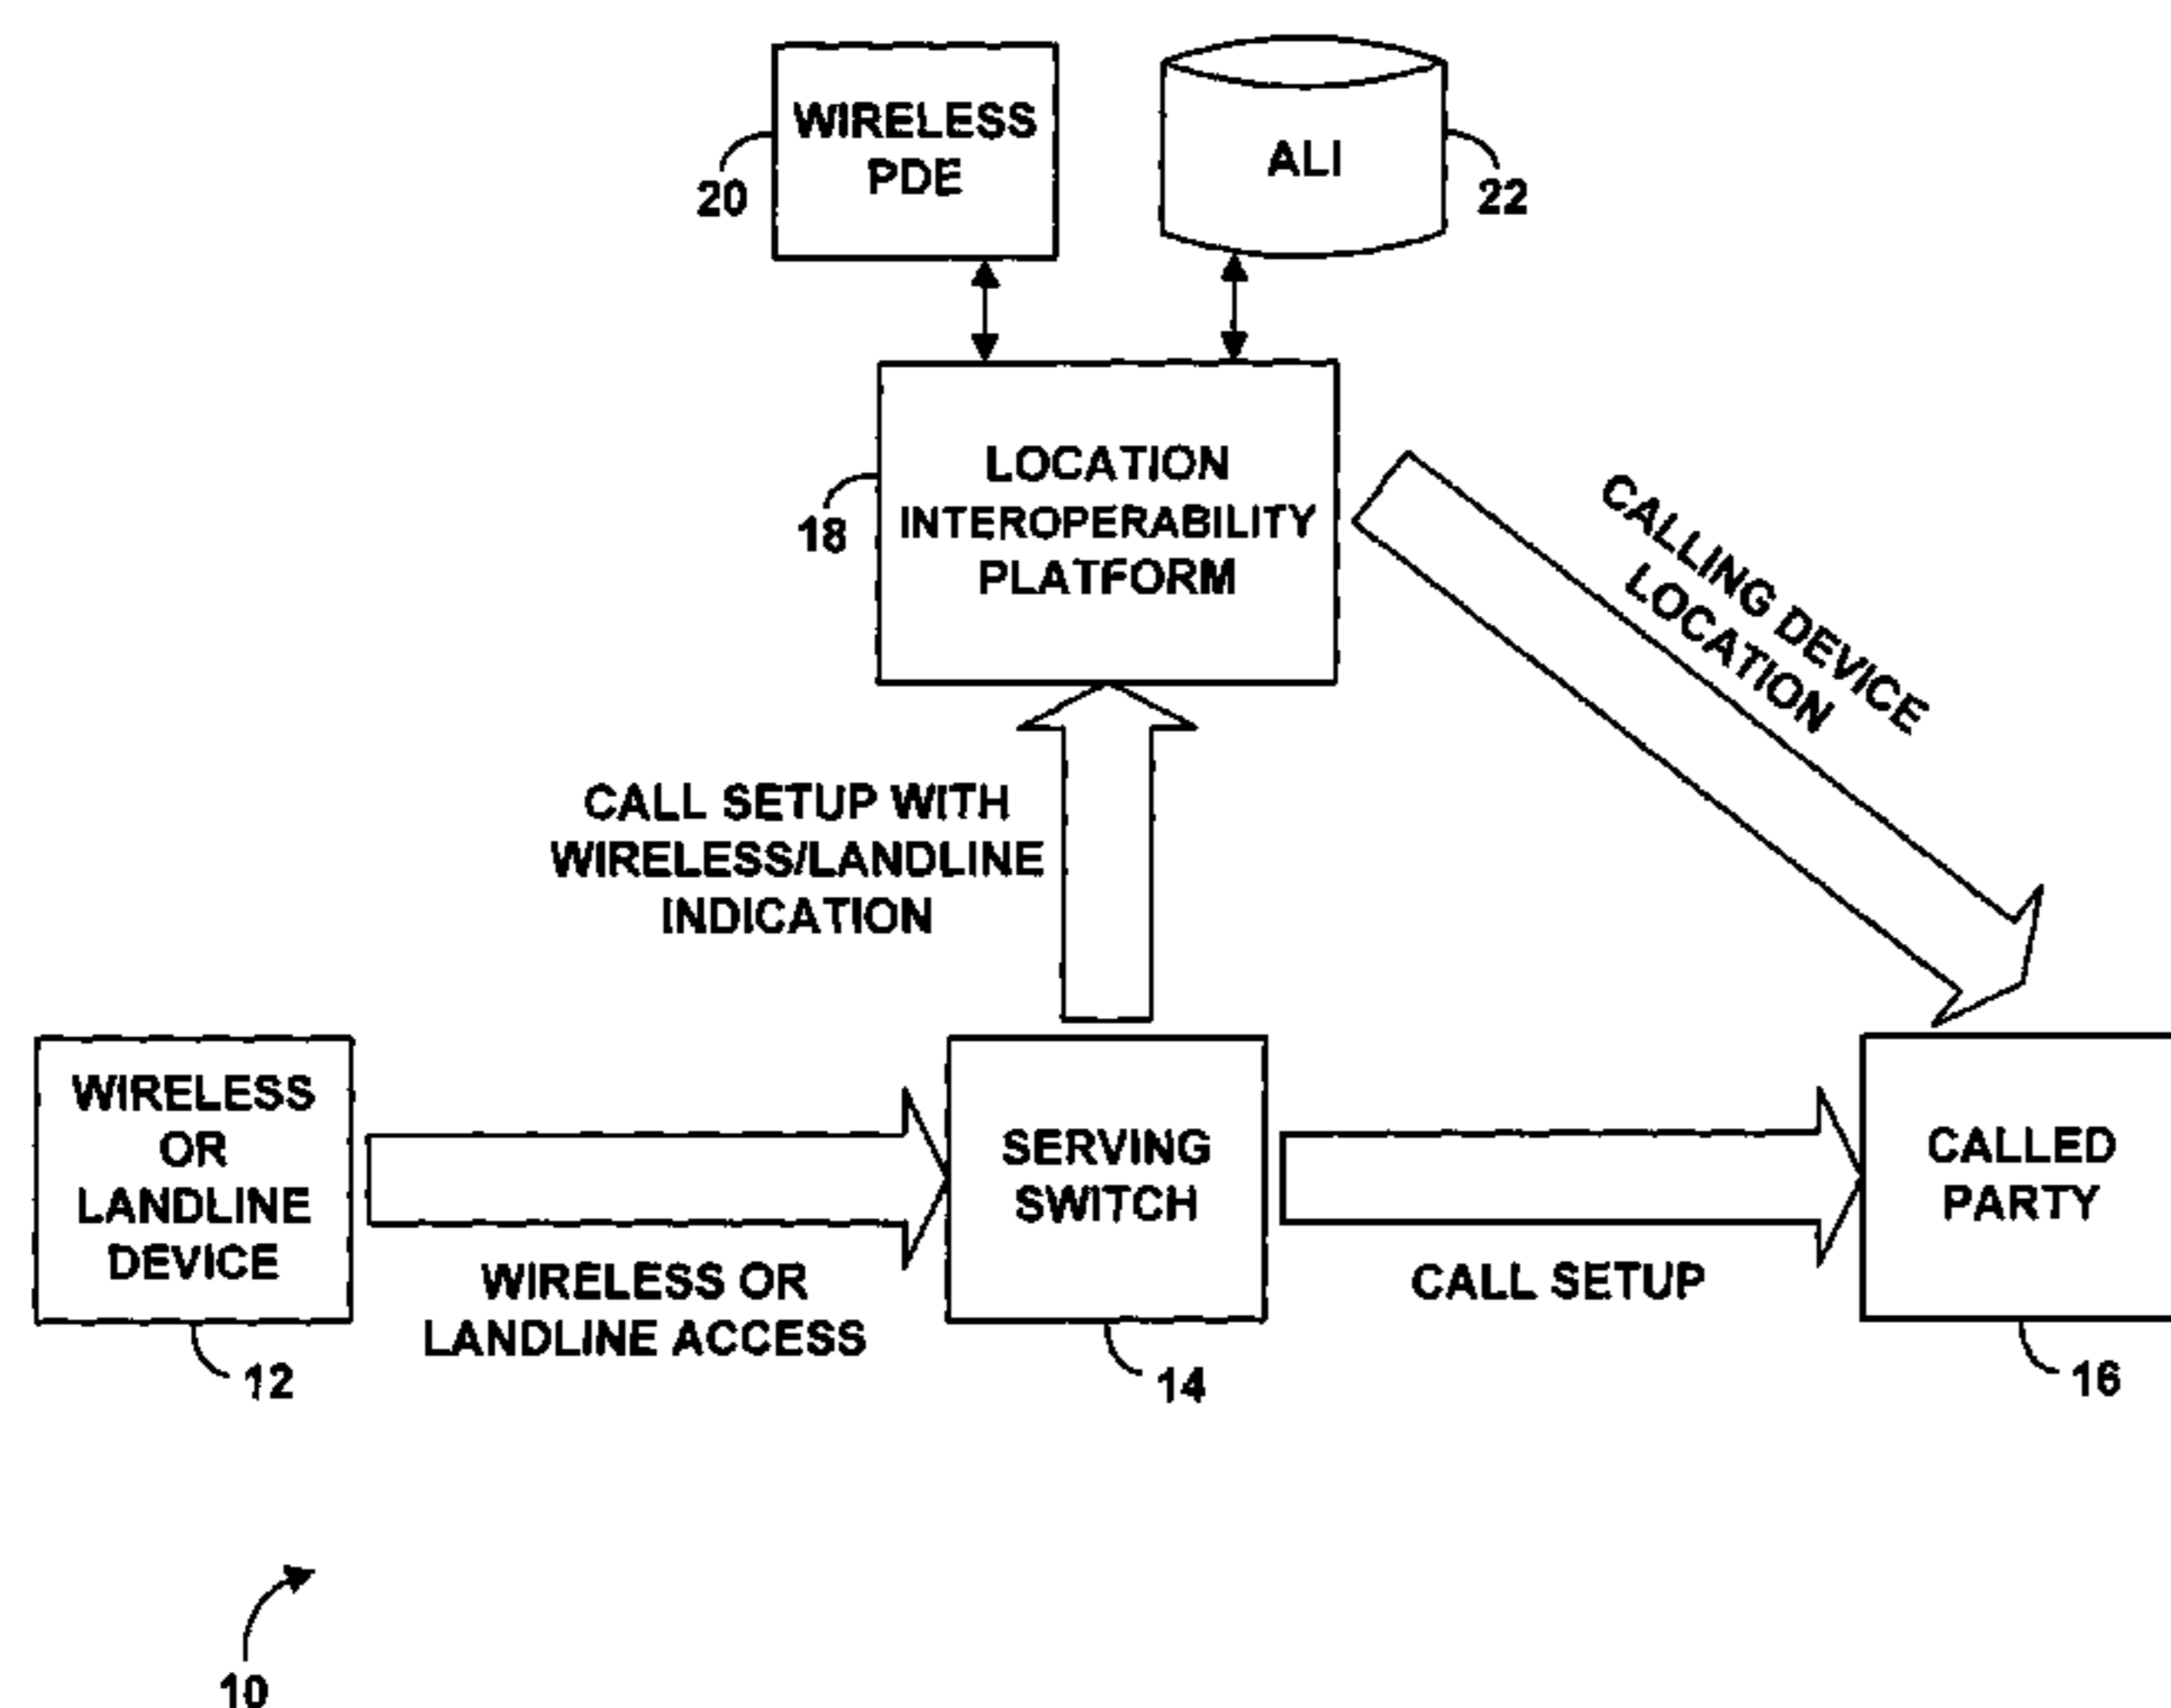 WIRELESS
PDE
20
ALI
22
LOCATION
INTEROPERABILITY
PLATFORM
18
CALLING DEVICE
LOCATION
CALL SETUP WITH
WIRELESS/LANDLINE
INDICATION
WIRELESS
OR
LANDLINE
DEVICE
12
WIRELESS OR
LANDLINE ACCESS
SERVING
SWITCH
14
CALL SETUP
CALLED
PARTY
16
10